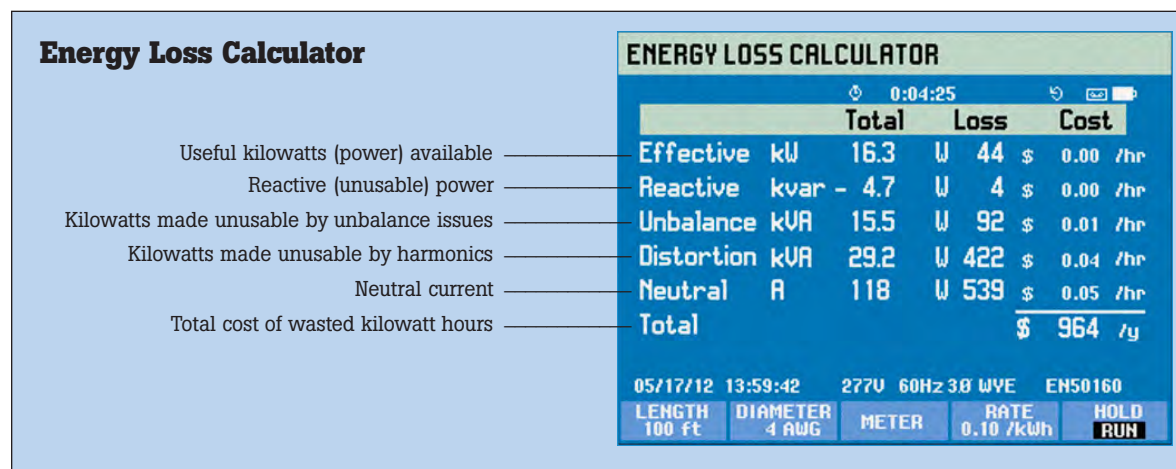 Energy Loss Calculator
Useful kilowatts (power) available
Reactive (unusable) power
Kilowatts made unusable by unbalance issues
Kilowatts made unusable by harmonics
Neutral current
Total cost of wasted kilowatt hours
ENERGY LOSS CALCULATOR
0:04:25
Total Loss Cost
Effective kW 16.3 W 44 $ 0.00 /hr
Reactive kvar - 4.7 W 4 $ 0.00 /hr
Unbalance kVA 15.5 W 92 $ 0.01 /hr
Distortion kVA 29.2 W 422 $ 0.04 /hr
Neutral A 118 W 539 $ 0.05 /hr
Total $ 964 /y
05/17/12 13:59:42 277V 60Hz 3Ø WYE EN50160
LENGTH DIAMETER METER RATE HOLD
100 ft 4 AWG 0.10 /kWh RUN